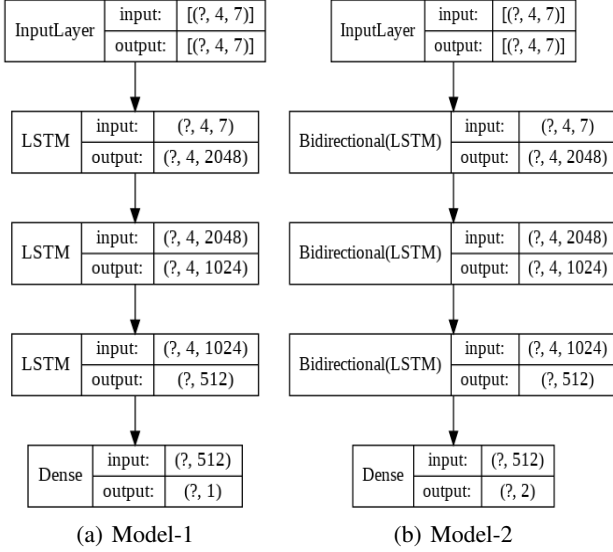 InputLayer input: [(?, 4, 7)]
output: [(?, 4, 7)]
LSTM input: (?, 4, 7)
output: (?, 4, 2048)
LSTM input: (?, 4, 2048)
output: (?, 4, 1024)
LSTM input: (?, 4, 1024)
output: (?, 512)
Dense input: (?, 512)
output: (?, 1)
(a) Model-1
InputLayer input: [(?, 4, 7)]
output: [(?, 4, 7)]
Bidirectional(LSTM) input: (?, 4, 7)
output: (?, 4, 2048)
Bidirectional(LSTM) input: (?, 4, 2048)
output: (?, 4, 1024)
Bidirectional(LSTM) input: (?, 4, 1024)
output: (?, 512)
Dense input: (?, 512)
output: (?, 2)
(b) Model-2